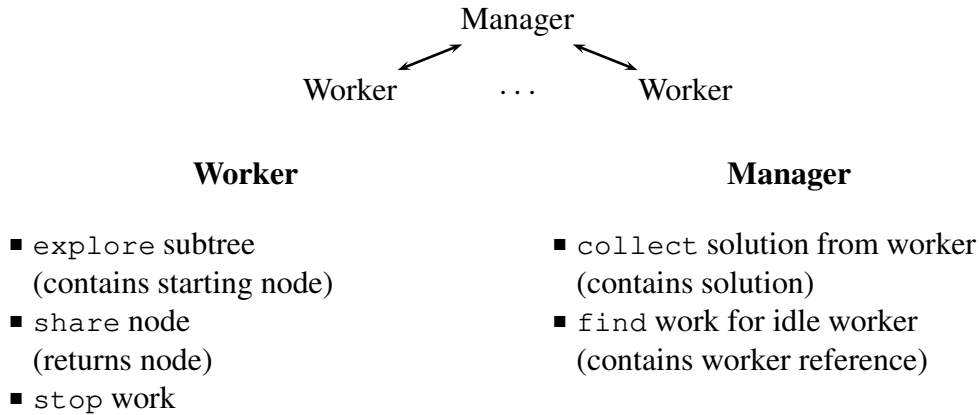 Manager
Worker ... Worker
Worker
■ explore subtree
(contains starting node)
■ share node
(returns node)
■ stop work
Manager
■ collect solution from worker
(contains solution)
■ find work for idle worker
(contains worker reference)